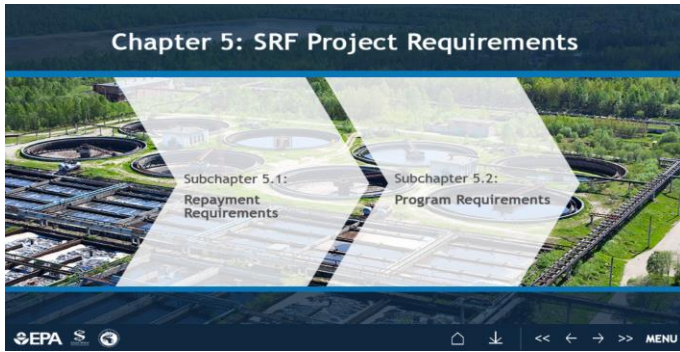 Chapter 5: SRF Project Requirements
Subchapter 5.1:
Repayment
Requirements
Subchapter 5.2:
Program Requirements
EPA
<< ← → >> MENU